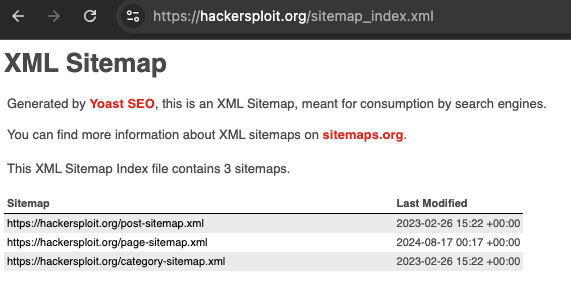 https://hackersploit.org/sitemap_index.xml
XML Sitemap
Generated by Yoast SEO, this is an XML Sitemap, meant for consumption by search engines.
You can find more information about XML sitemaps on sitemaps.org.
This XML Sitemap Index file contains 3 sitemaps.
Sitemap Last Modified
https://hackersploit.org/post-sitemap.xml 2023-02-26 15:22 +00:00
https://hackersploit.org/page-sitemap.xml 2024-08-17 00:17 +00:00
https://hackersploit.org/category-sitemap.xml 2023-02-26 15:22 +00:00